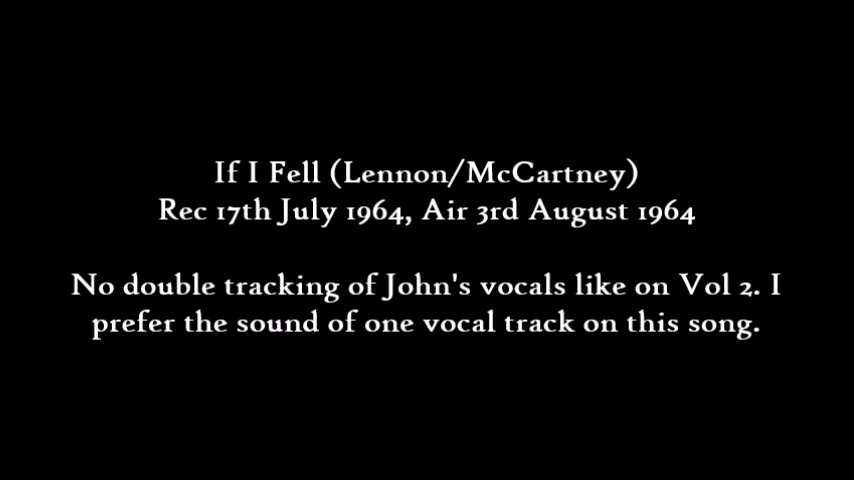 If I Fell (Lennon/McCartney)
Rec 17th July 1964, Air 3rd August 1964
No double tracking of John's vocals like on Vol 2. I
prefer the sound of one vocal track on this song.